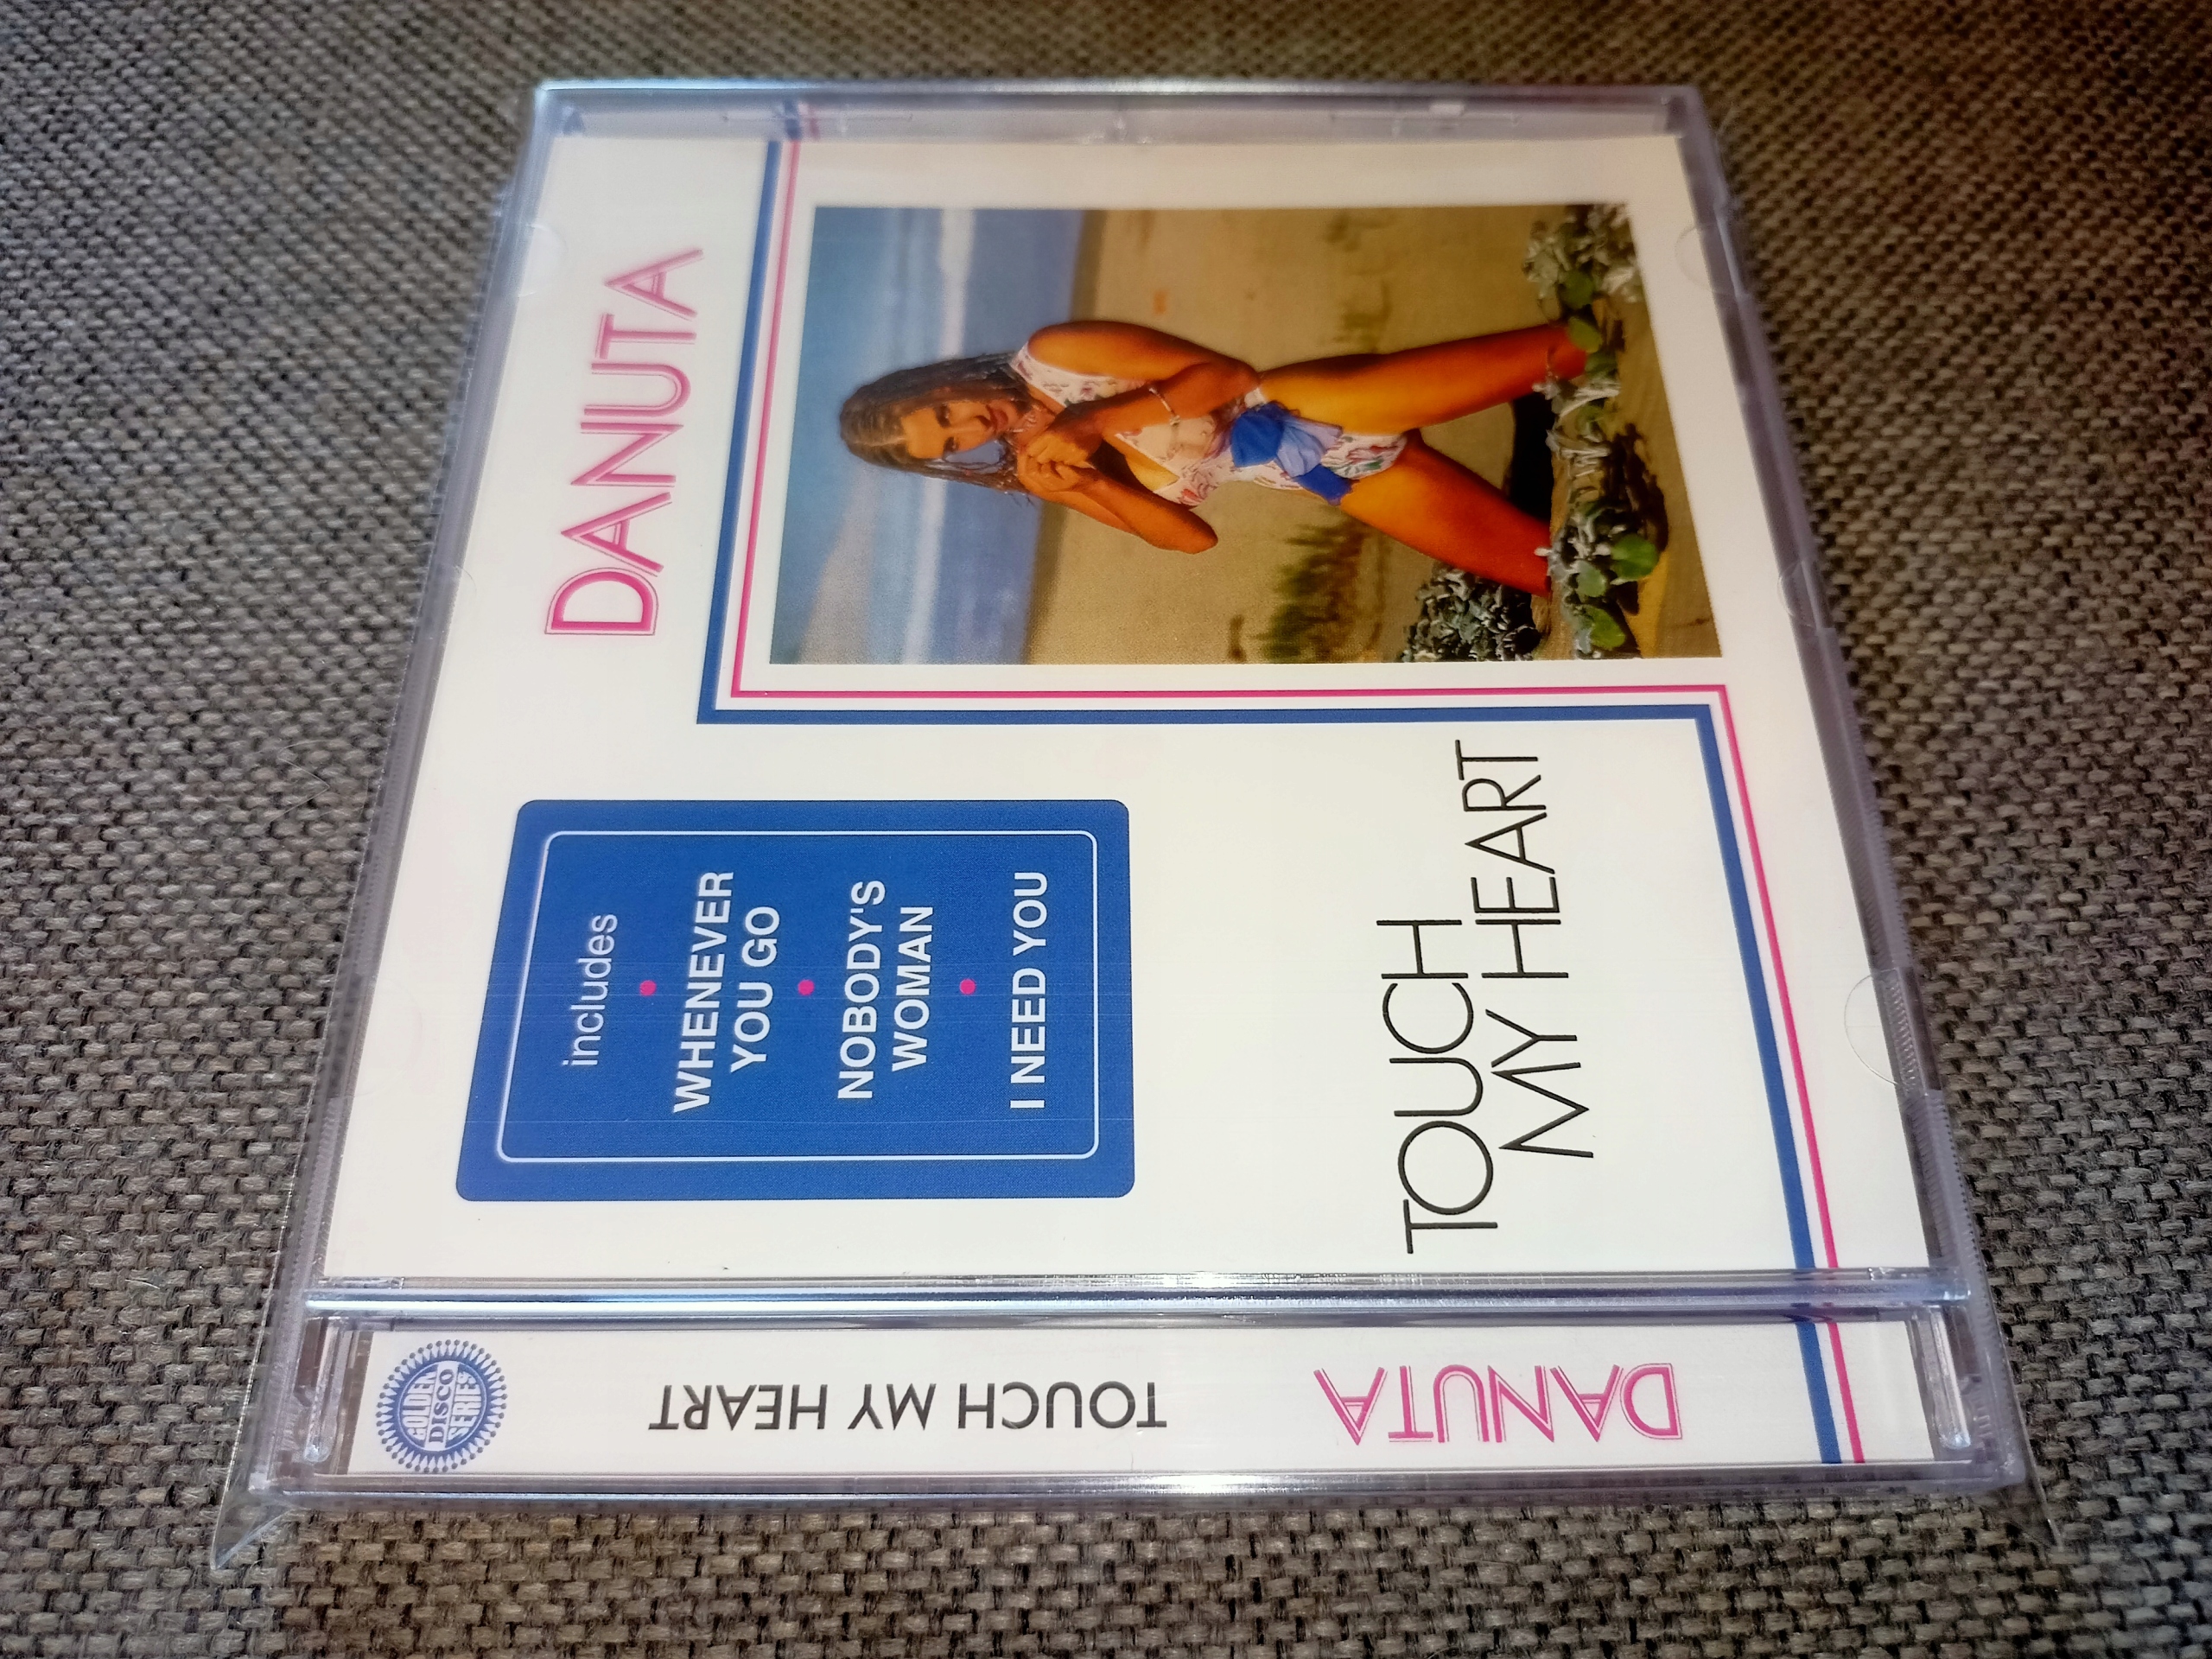 DANUTA
includes
WHENEVER
YOU GO
NOBODY'S
WOMAN
I NEED YOU
TOUCH
MY HEART
GOLDEN
DISCO
SERIES
TOUCH MY HEART
DANUTA